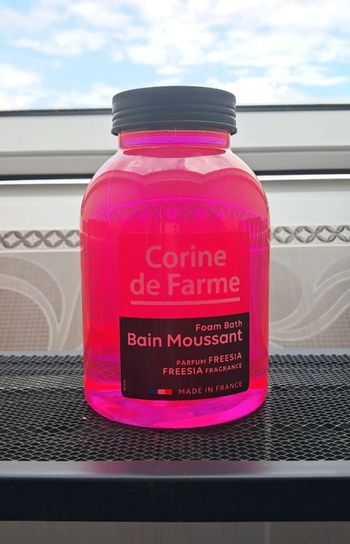 Corine
de Farme
Foam Bath
Bain Moussant
PARFUM FREESIA
FREESIA FRAGRANCE
MADE IN FRANCE